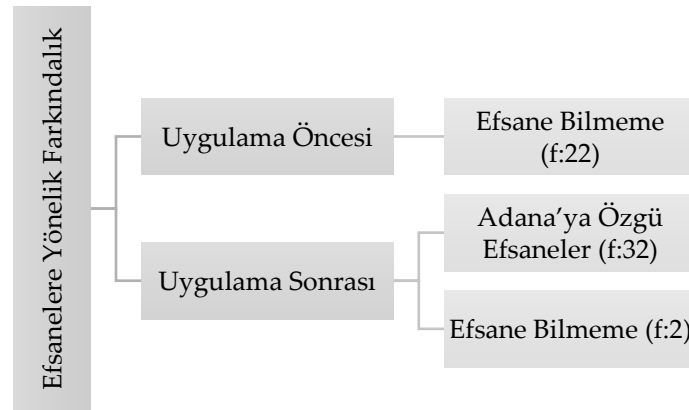 Efsanelere Yönelik Farkındalık
Uygulama Öncesi
Efsane Bilmeme
(f:22)
Uygulama Sonrası
Adana’ya Özgü
Efsaneler (f:32)
Efsane Bilmeme (f:2)